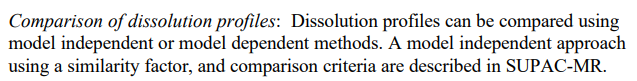 Comparison of dissolution profiles:  Dissolution profiles can be compared using
model independent or model dependent methods. A model independent approach
using a similarity factor, and comparison criteria are described in SUPAC-MR.